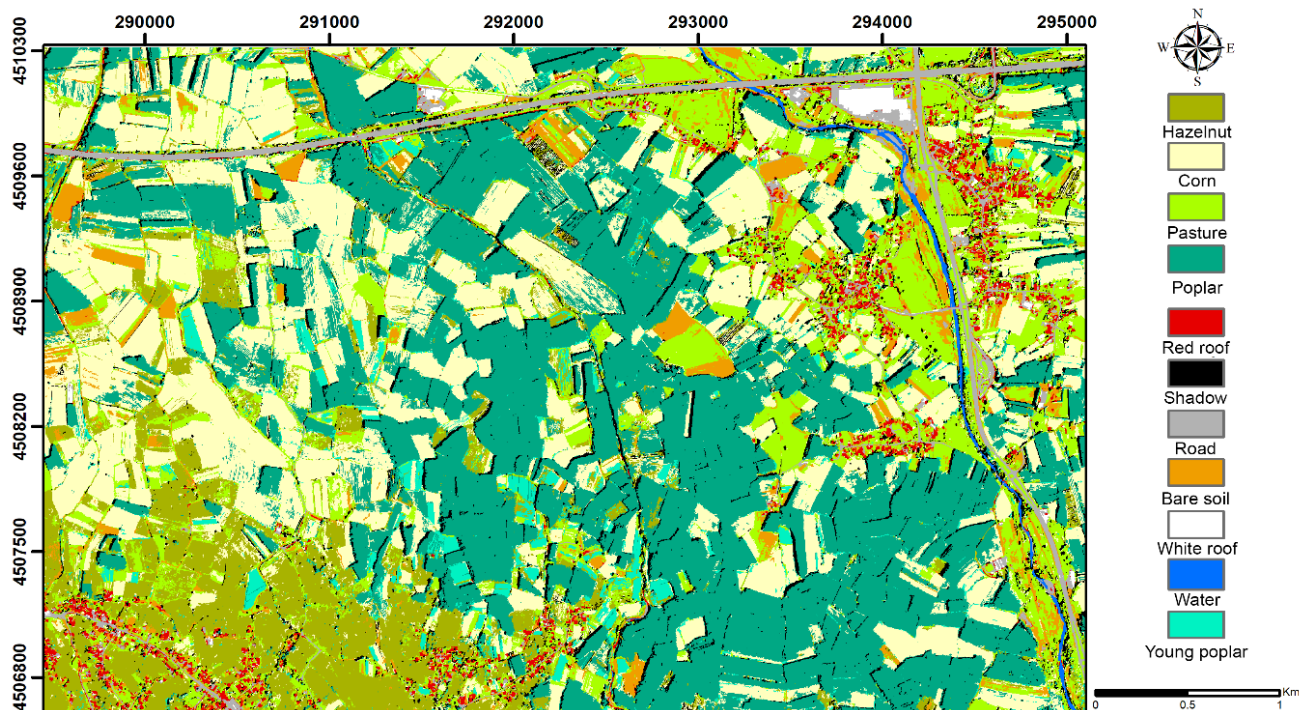 290000 291000 292000 293000 294000 295000
4510300
4509600
4508900
4508200
4507500
4506800
N
W E
S
Hazelnut
Corn
Pasture
Poplar
Red roof
Shadow
Road
Bare soil
White roof
Water
Young poplar
Km
0 0.5 1